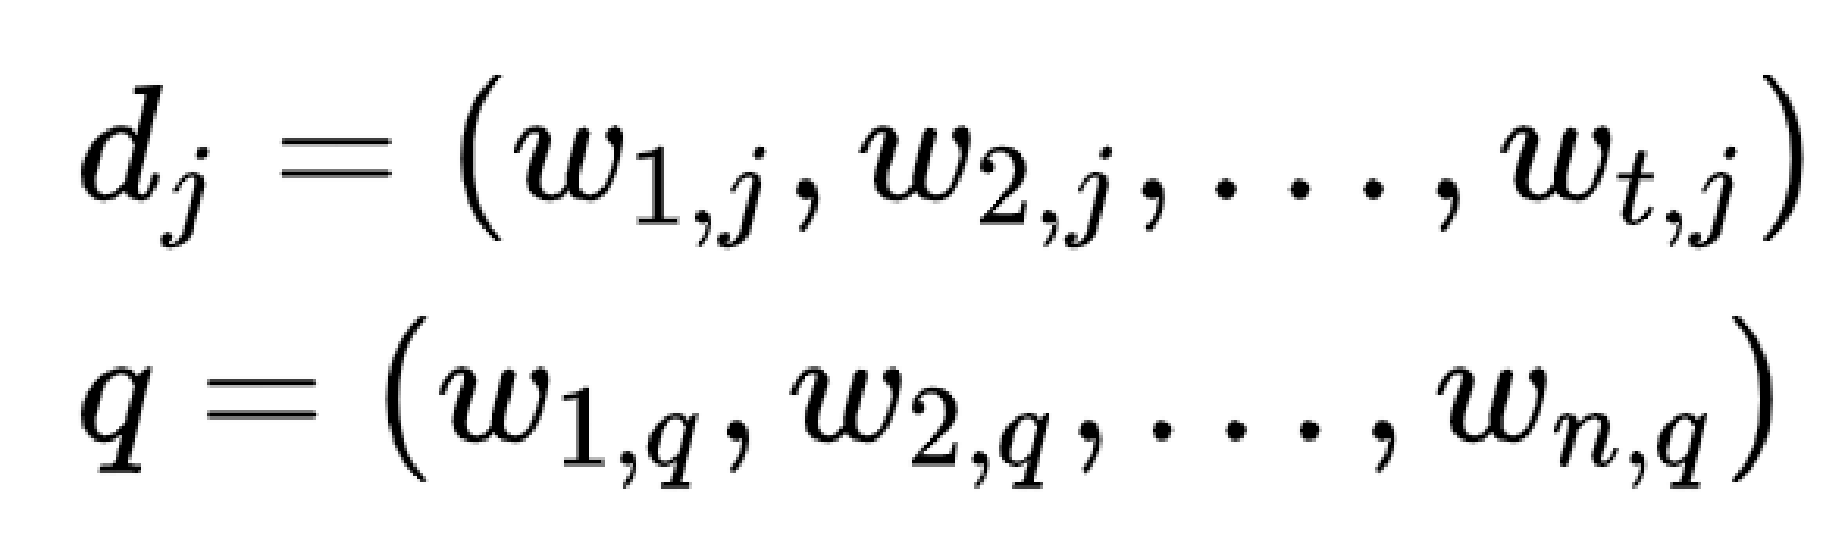 d_j = (w_{1,j}, w_{2,j}, . . . , w_{t,j})
q = (w_{1,q}, w_{2,q}, . . . , w_{n,q})